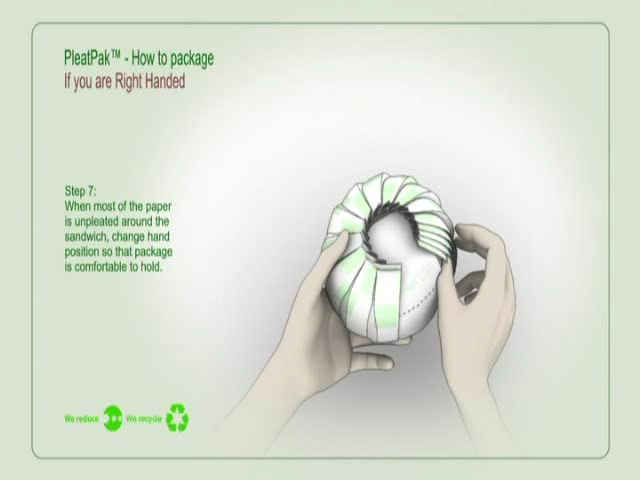 PleatPak™ - How to package
If you are Right Handed
Step 7:
When most of the paper
is unpleated around the
sandwich, change hand
position so that package
is comfortable to hold.
We reduce We recycle